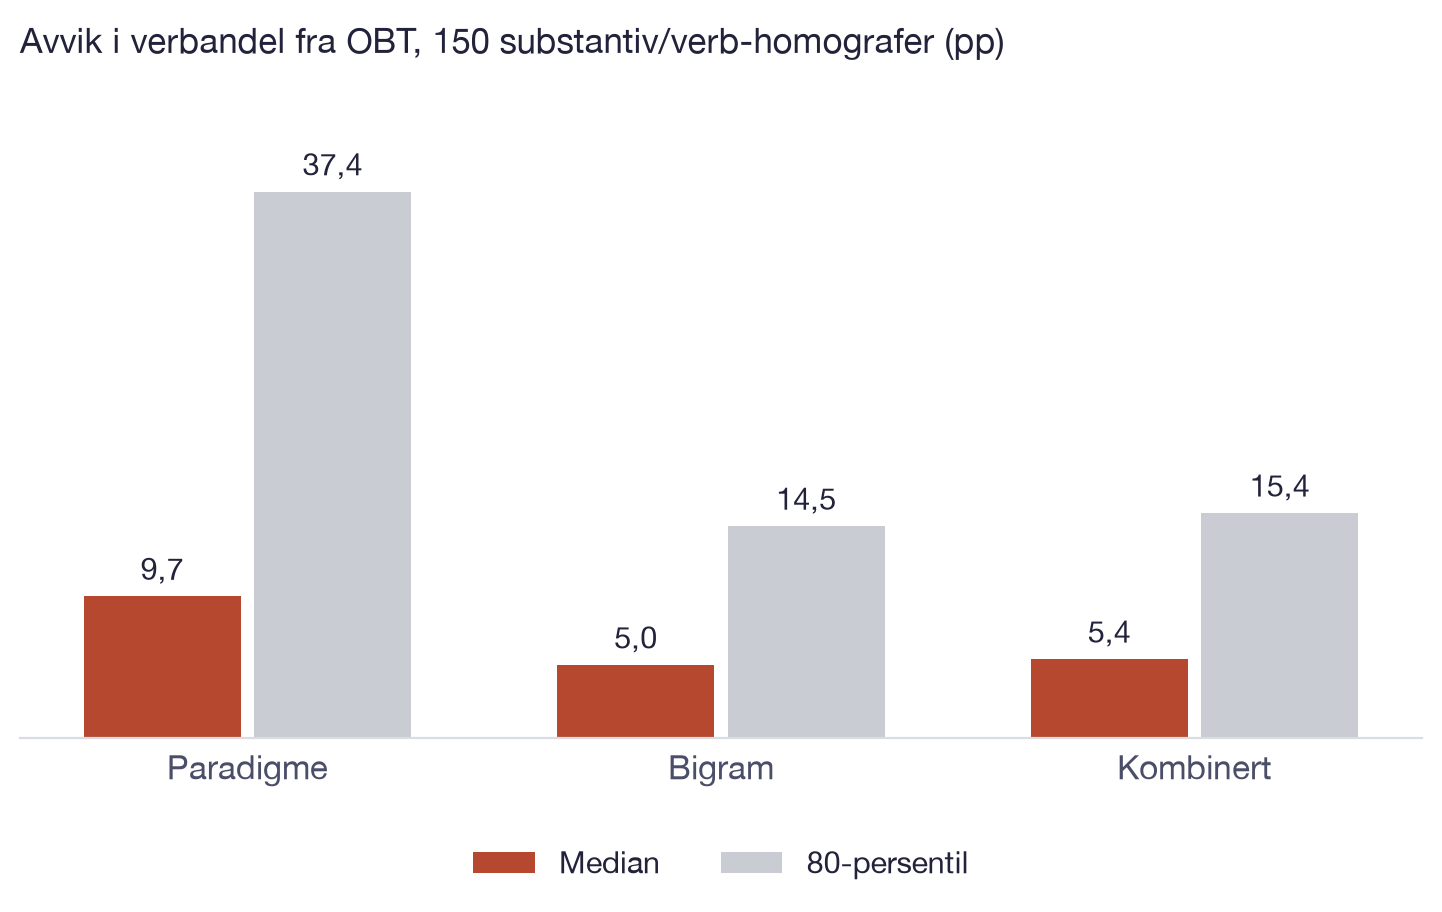 Avvik i verbandel fra OBT, 150 substantiv/verb-homografer (pp)
37,4
9,7
14,5
5,0
15,4
5,4
Paradigme
Bigram
Kombinert
Median
80-persentil